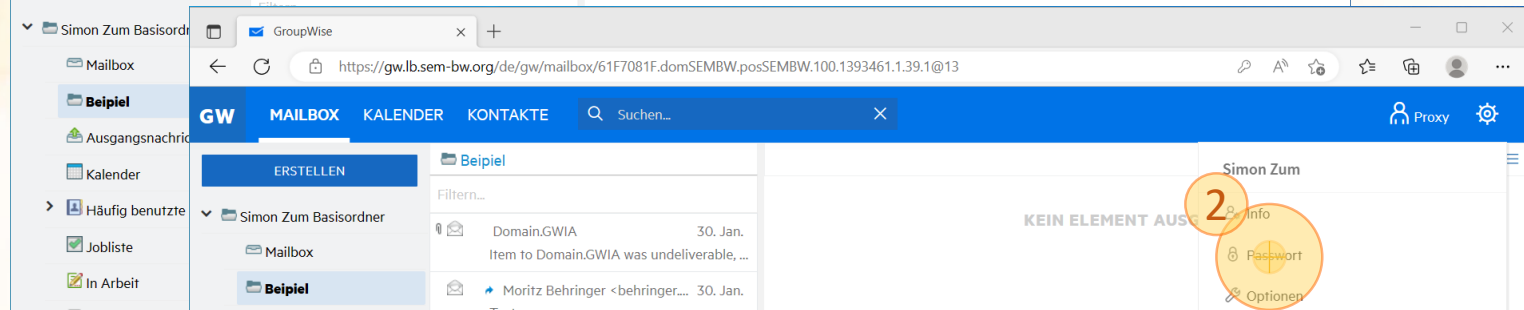 Filtern...
Simon Zum Basisord
Mailbox
Beipiel
Ausgangsnachric
Kalender
Häufig benutzte
Jobliste
In Arbeit
GroupWise
https://gw.lb.sem-bw.org/de/gw/mailbox/61F7081F.domSEMBW.posSEMBW.100.1393461.1.39.1@13
GW MAILBOX KALENDER KONTAKTE Suchen... Proxy
ERSTELLEN
Simon Zum Basisordner
Mailbox
Beipiel
Beipiel
Filtern...
Domain.GWIA 30. Jan.
Item to Domain.GWIA was undeliverable, ...
Moritz Behringer <behringer.... 30. Jan.
KEIN ELEMENT AUSG
Simon Zum
2
Info
Passwort
Optionen